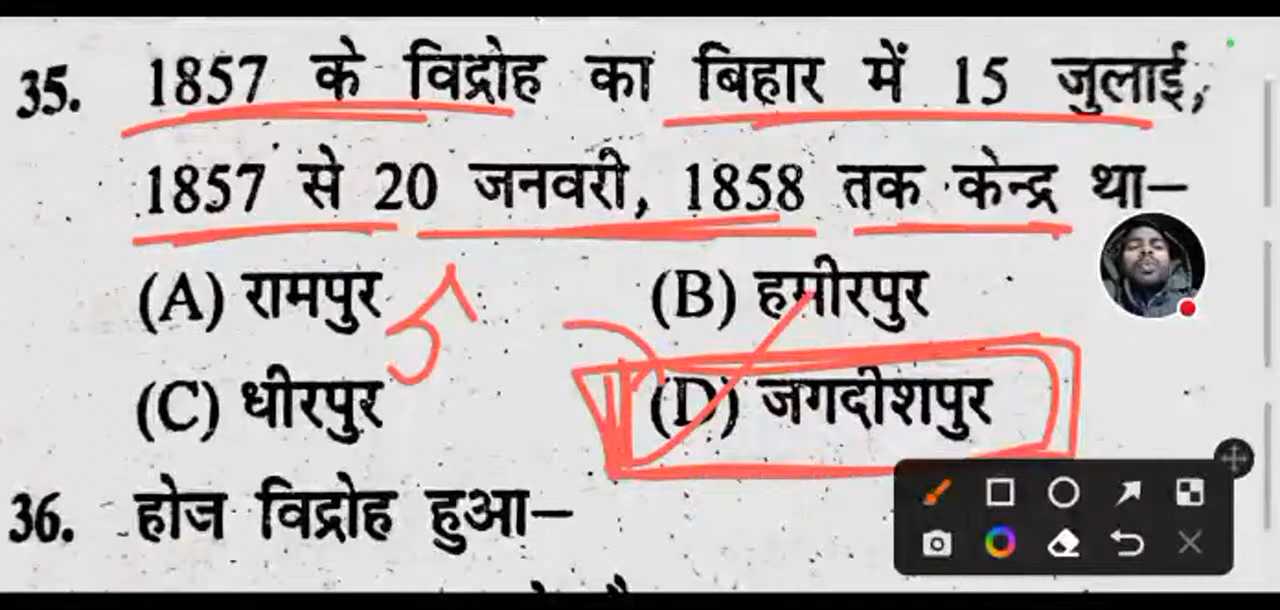 35. 1857 के विद्रोह का बिहार में 15 जुलाई,
1857 से 20 जनवरी, 1858 तक केन्द्र था–
(A) रामपुर (B) हमीरपुर
(C) धीरपुर (D) जगदीशपुर
36. होज विद्रोह हुआ–